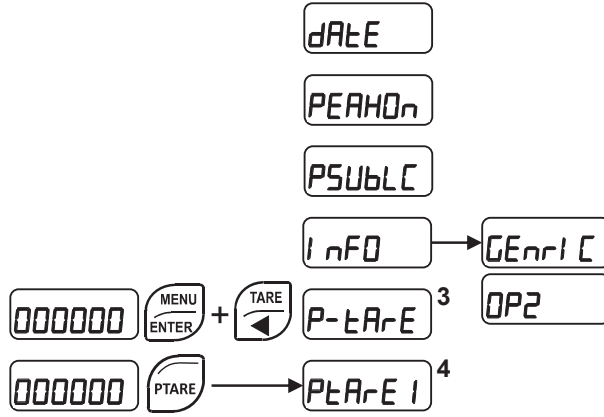 dAtE
PEAHOn
PSUbLC
InFO GEnrIC
000000 MENU ENTER + TARE P-tArE 3 OP2
000000 PTARE PtArE1 4